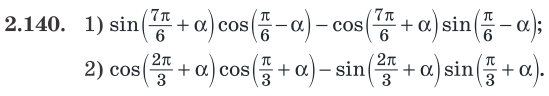 2.140. 1) sin(7π/6 + α)cos(π/6 − α) − cos(7π/6 + α)sin(π/6 − α);
2) cos(2π/3 + α)cos(π/3 + α) − sin(2π/3 + α)sin(π/3 + α).